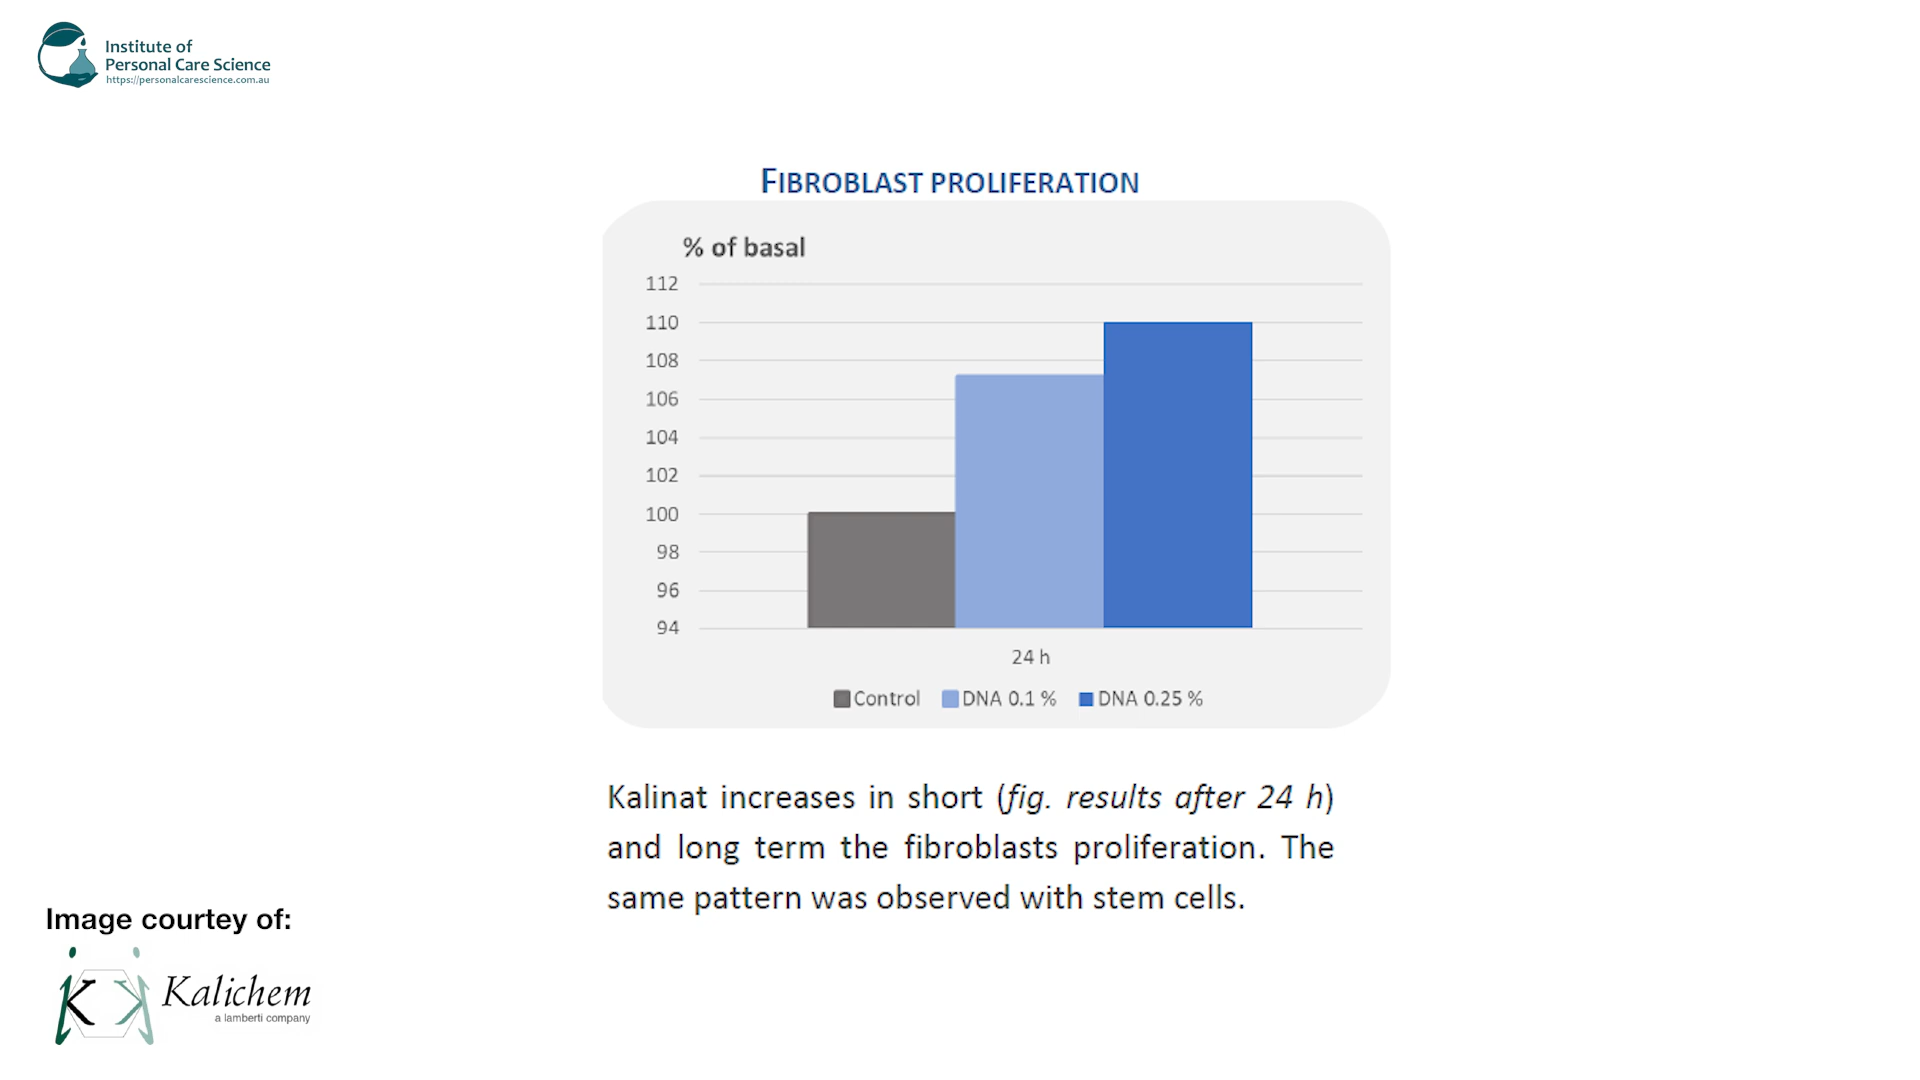 Institute of
Personal Care Science
https://personalcarescience.com.au
FIBROBLAST PROLIFERATION
% of basal
112
110
108
106
104
102
100
98
96
94
24 h
Control DNA 0.1 % DNA 0.25 %
Kalinat increases in short (fig. results after 24 h)
and long term the fibroblasts proliferation. The
same pattern was observed with stem cells.
Image courtey of:
Kalichem
a lamberti company